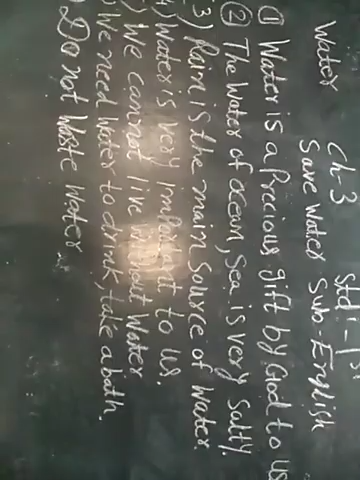 Std:- 1st
Ch-3 Sub-English
Water Save Water
① Water is a Precious gift by God to us
② The Water of ocean, Sea is very Salty.
3) Rain is the main Source of Water.
4) Water is very important to us.
) We cannot live without Water
) We need Water to drink, take a bath.
) Do not Waste Water